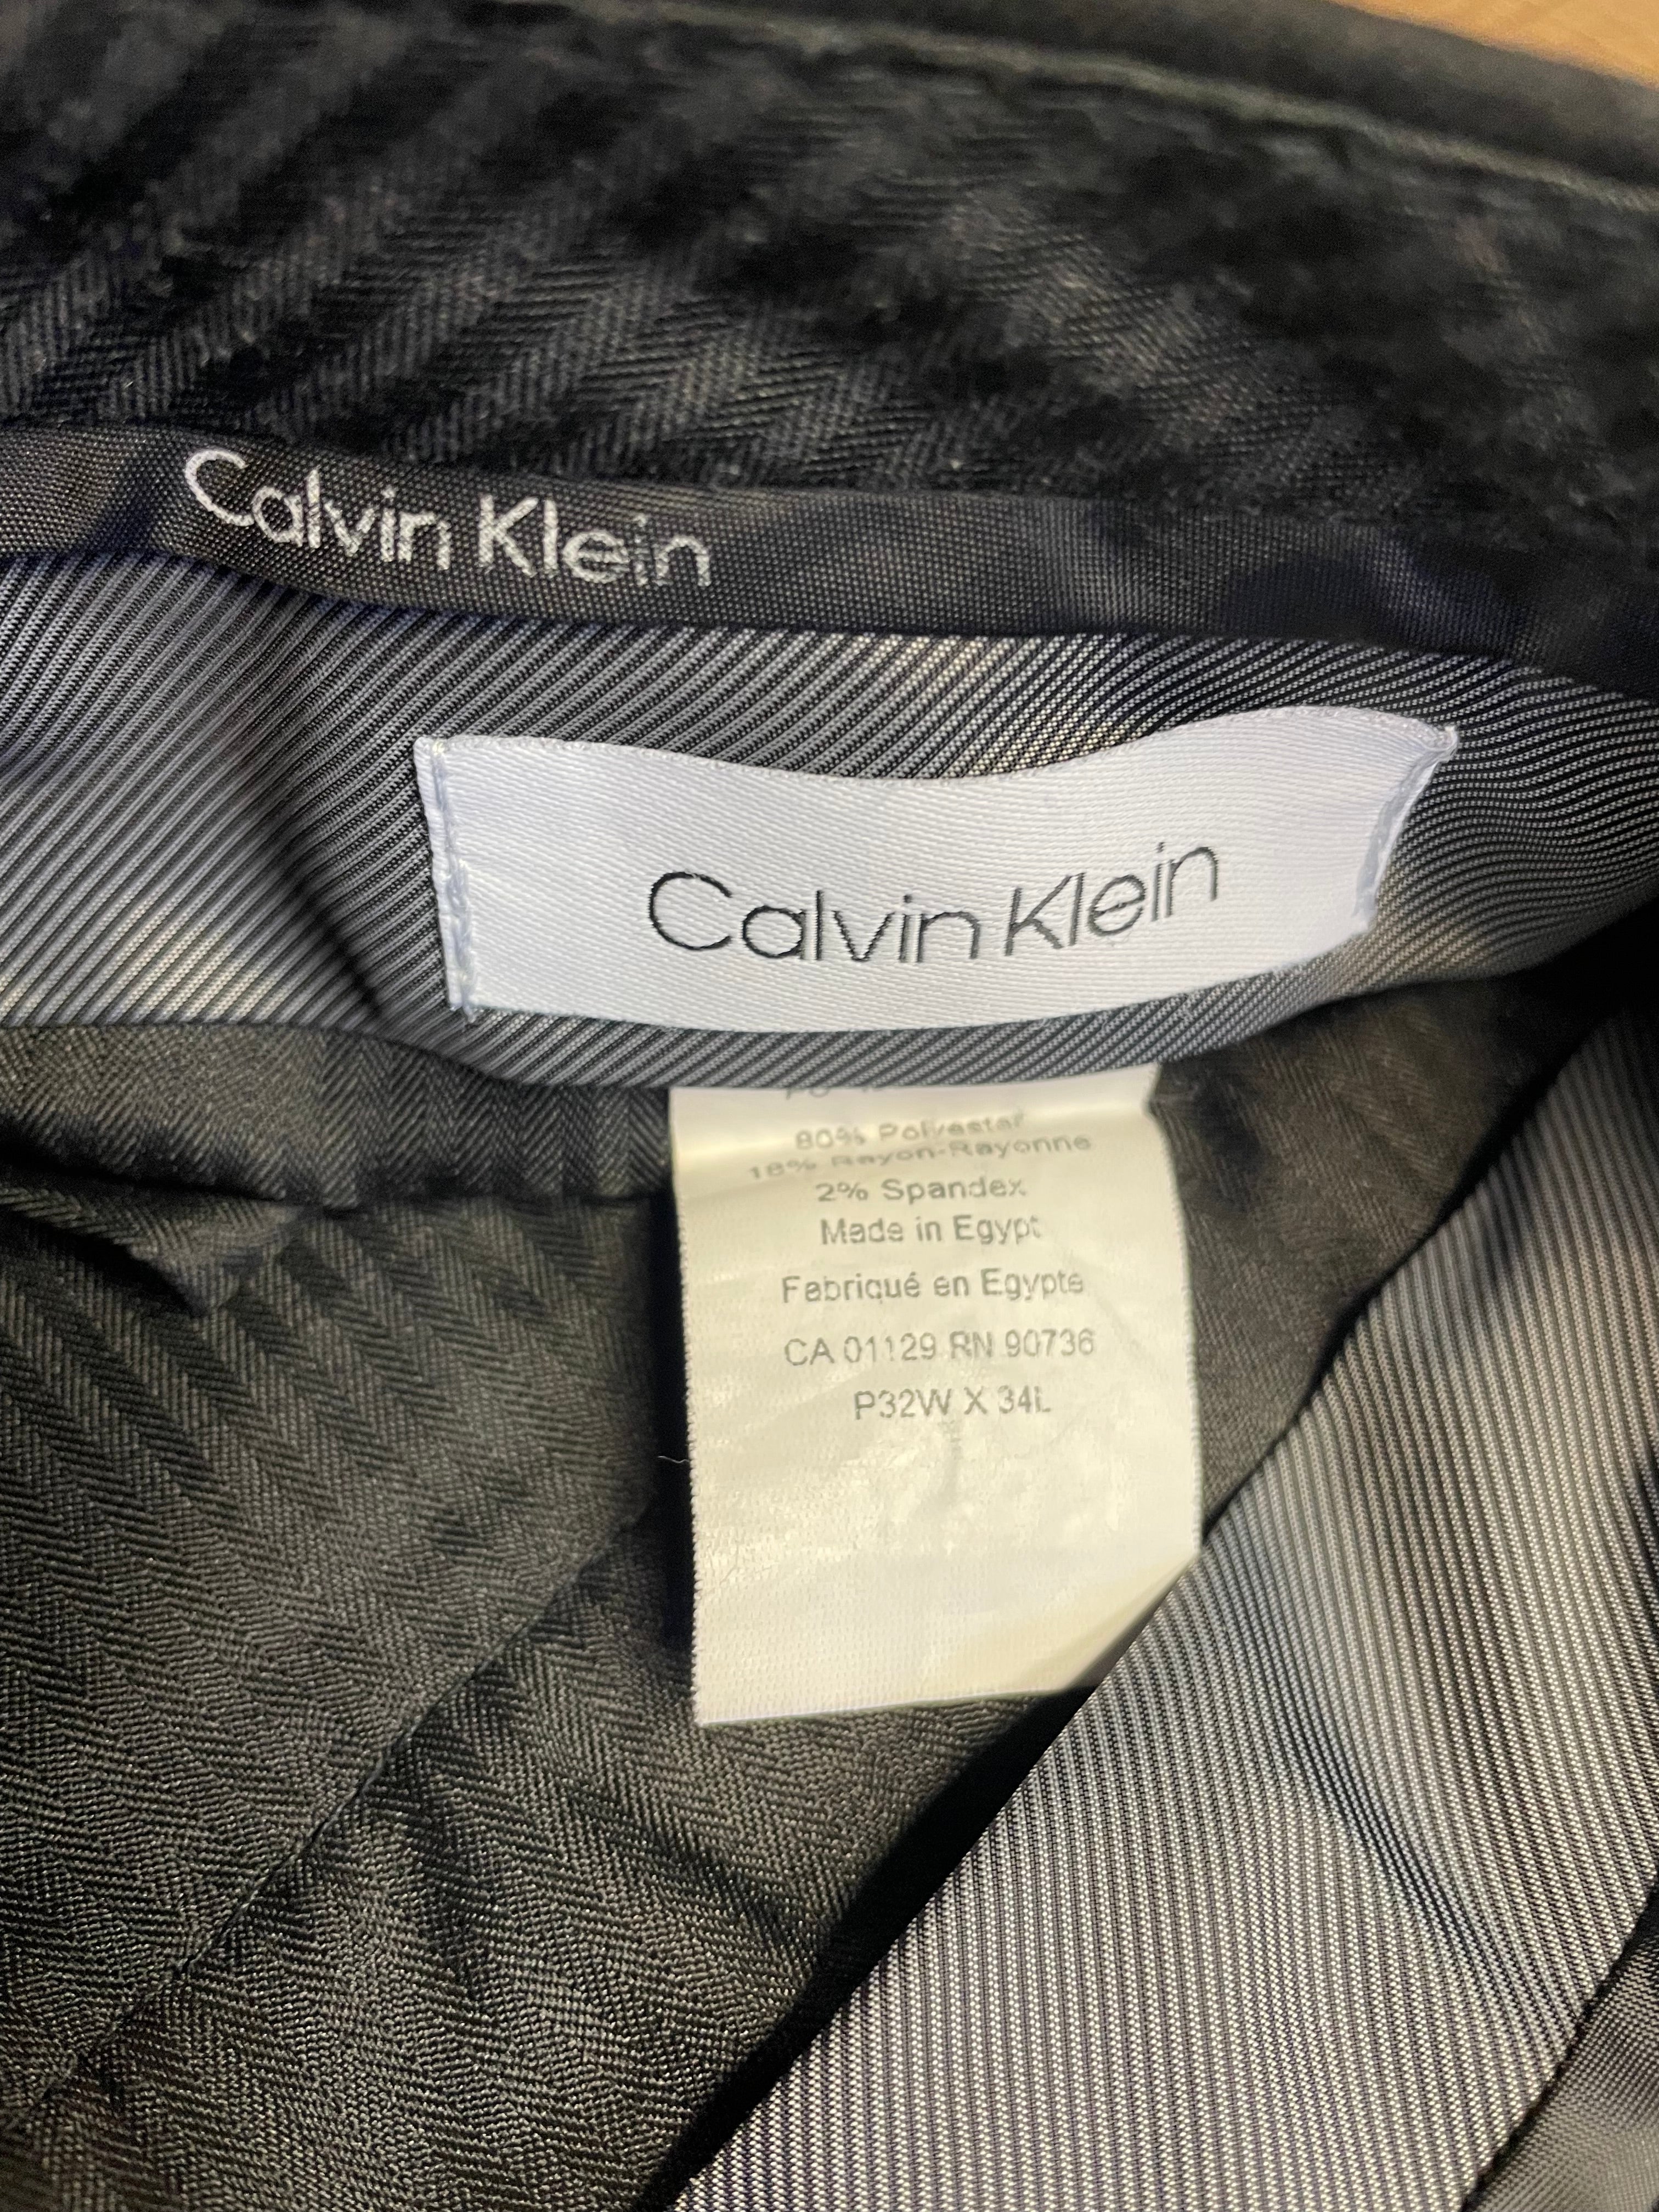 Calvin Klein
Calvin Klein
80% Polyester
18% Rayon-Rayonne
2% Spandex
Made in Egypt
Fabriqué en Egypte
CA 01129 RN 90736
P32W X 34L